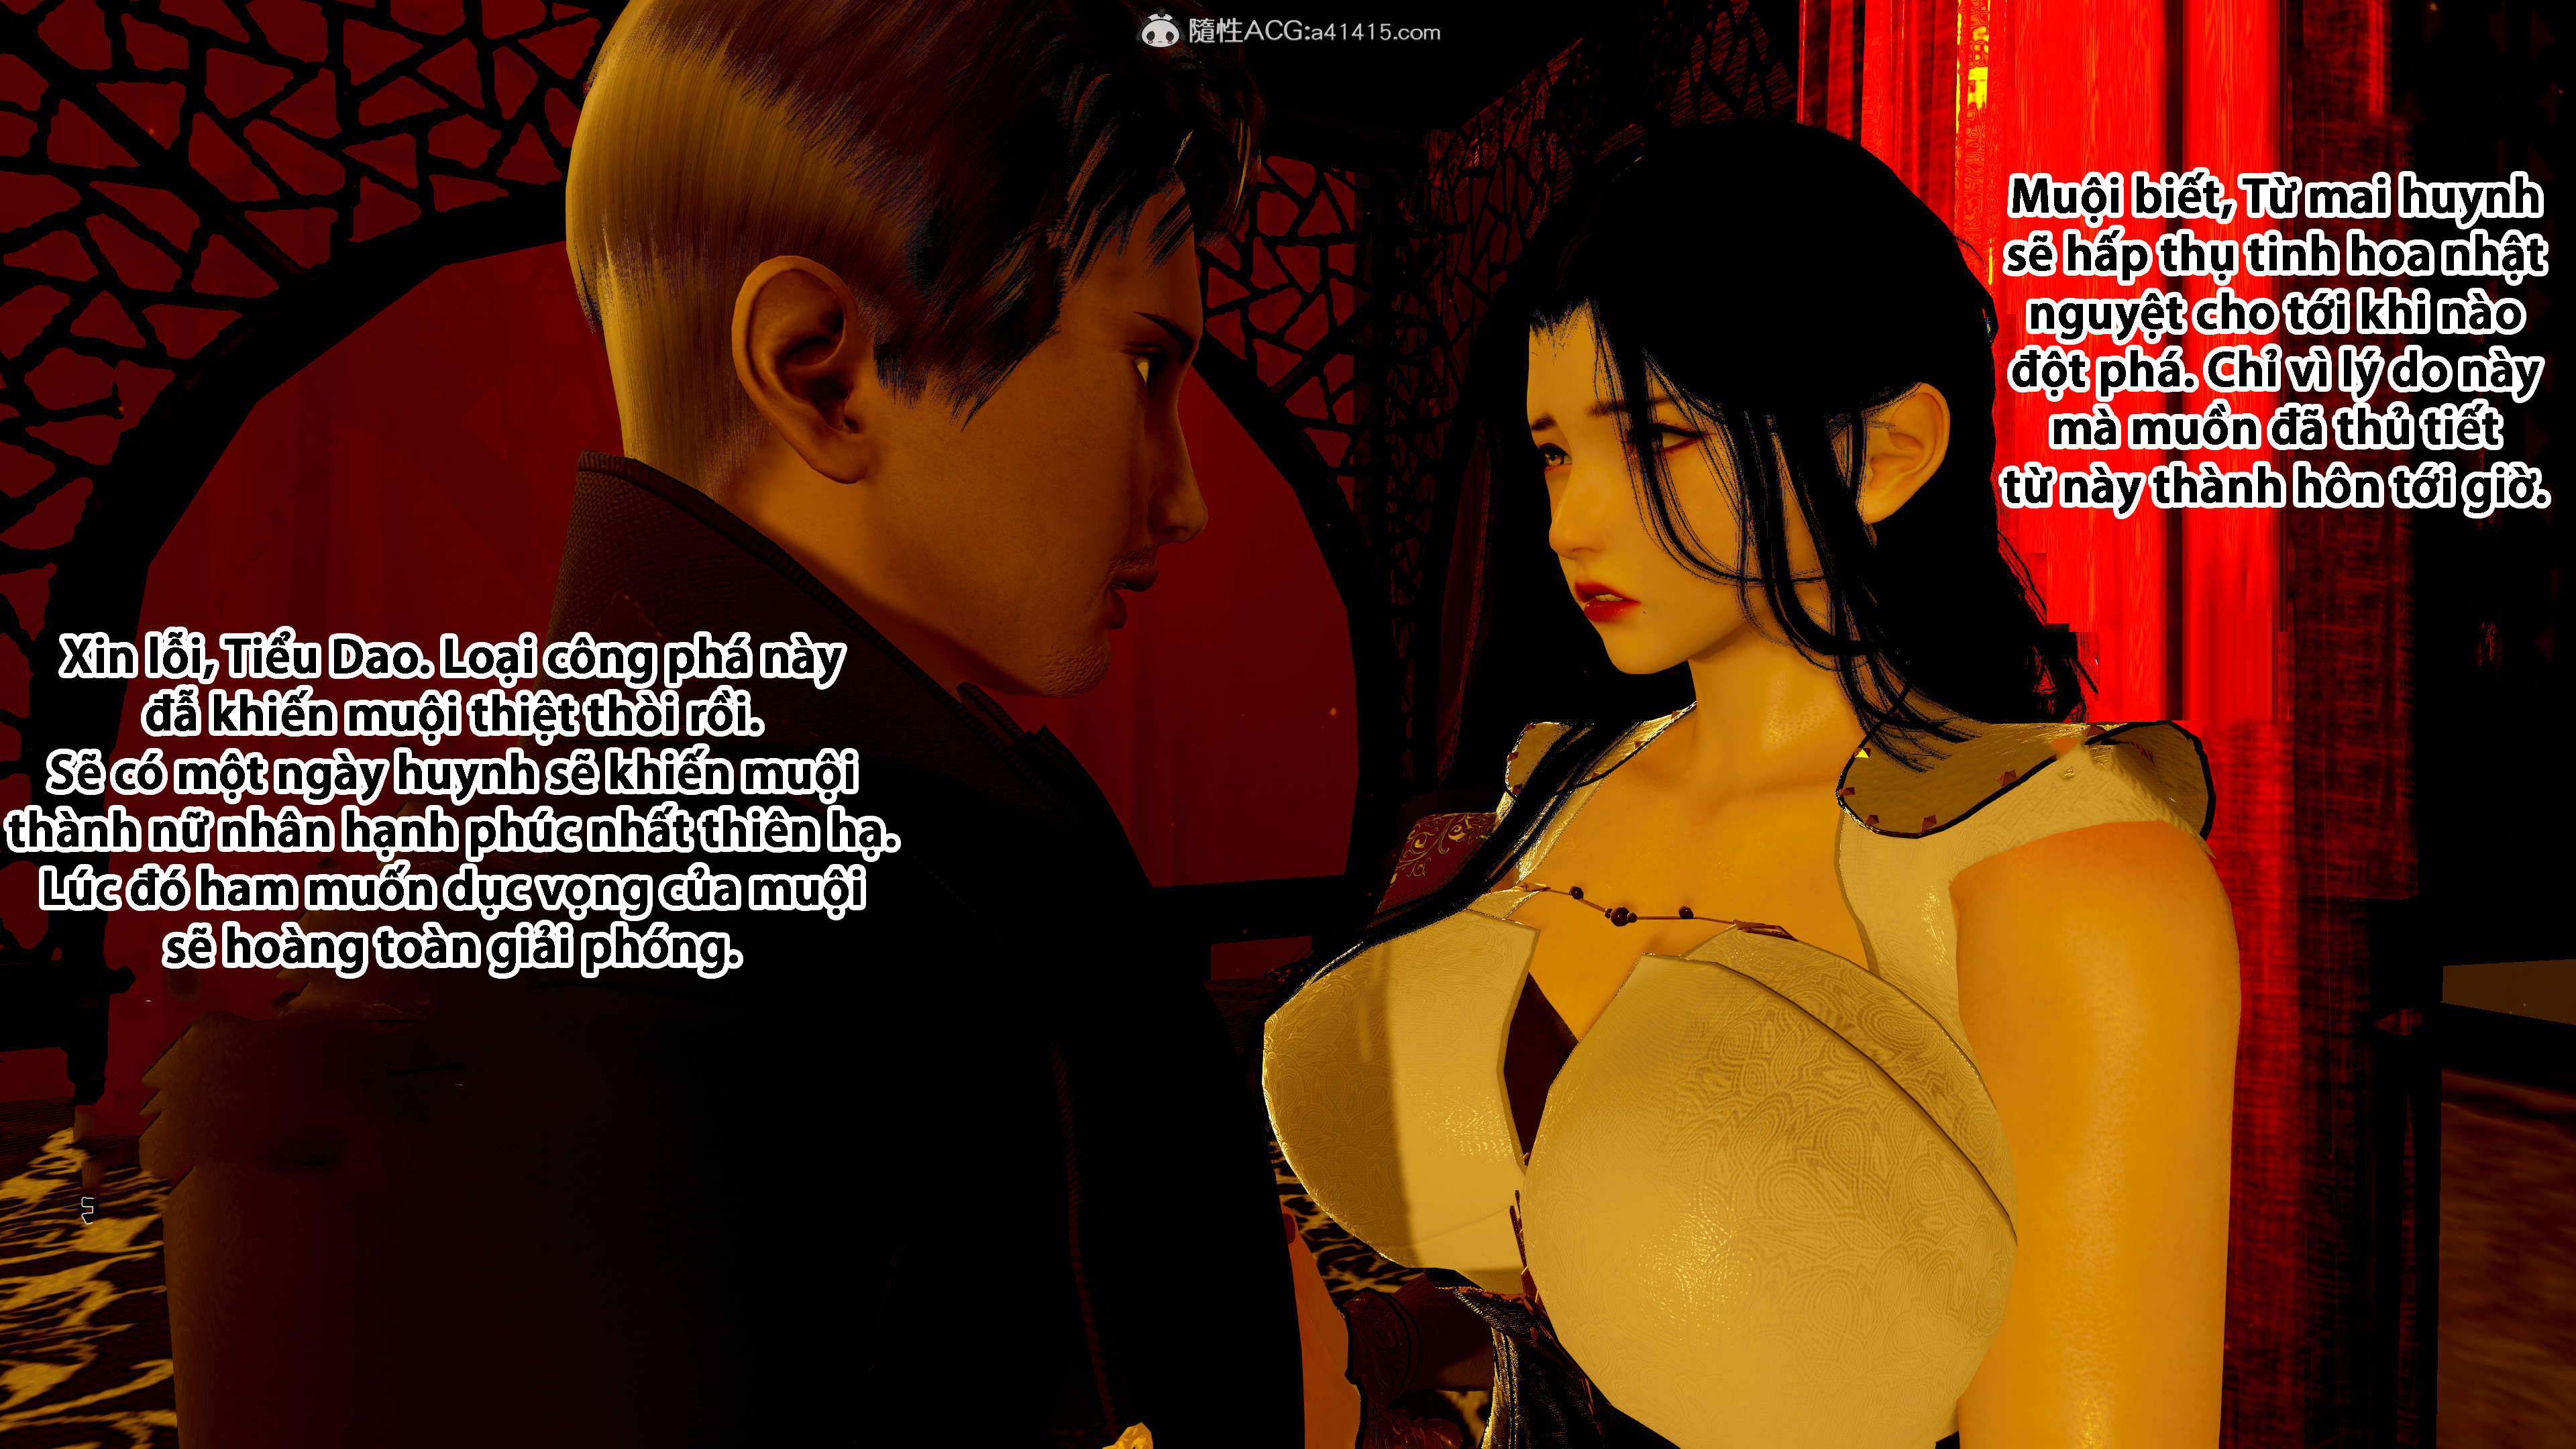 隨性ACG:a41415.com
Xin lỗi, Tiểu Dao. Loại công phá này
đã khiến muội thiệt thòi rồi.
Sẽ có một ngày huynh sẽ khiến muội
thành nữ nhân hạnh phúc nhất thiên hạ.
Lúc đó ham muốn dục vọng của muội
sẽ hoàng toàn giải phóng.
Muội biết, Từ mai huynh
sẽ hấp thụ tinh hoa nhật
nguyệt cho tới khi nào
đột phá. Chỉ vì lý do này
mà muồn đã thủ tiết
từ này thành hôn tới giờ.